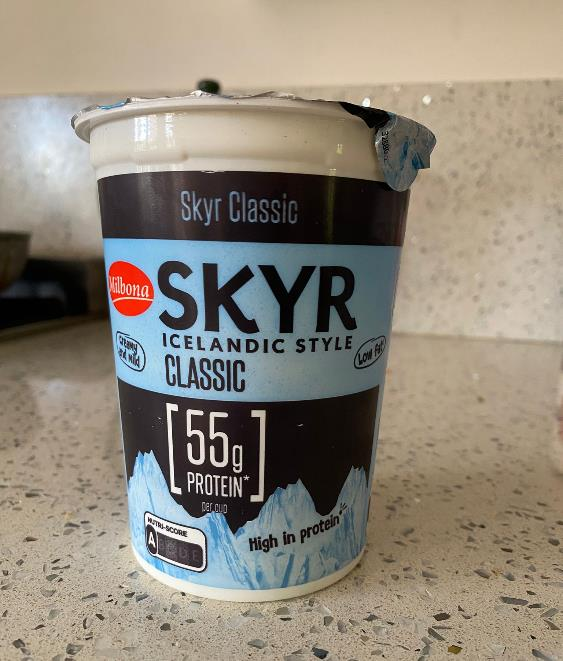 Skyr Classic
Milbona
SKYR
ICELANDIC STYLE
Creamy
and Mild
Low Fat
CLASSIC
55g
PROTEIN*
per cup
NUTRI-SCORE
A B C D E
High in protein